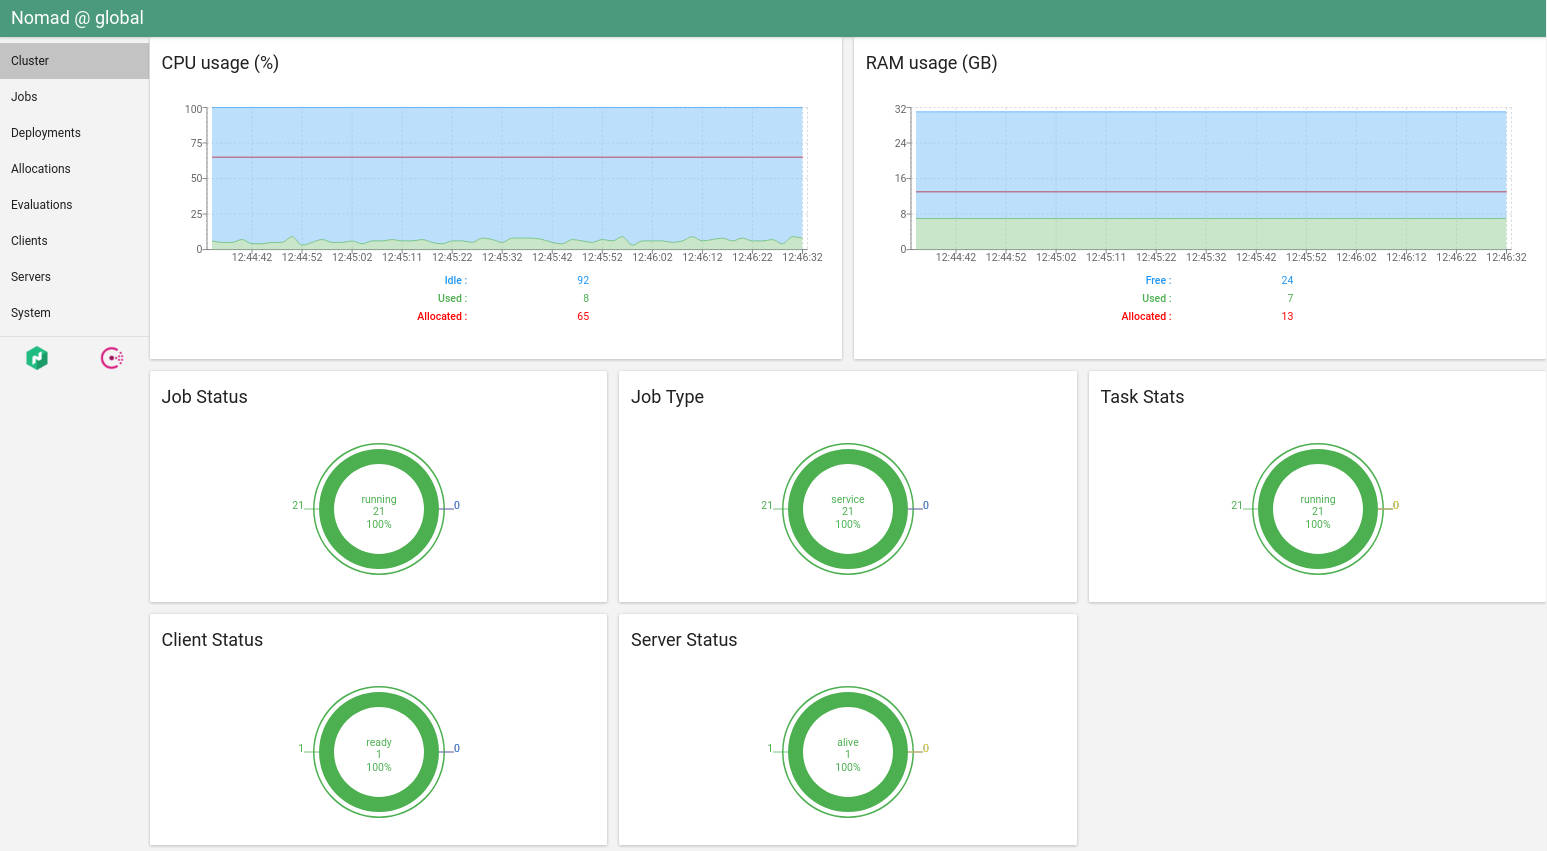 Nomad @ global
Cluster
Jobs
Deployments
Allocations
Evaluations
Clients
Servers
System
CPU usage (%)
100
75
50
25
0
12:44:42 12:44:52 12:45:02 12:45:11 12:45:22 12:45:32 12:45:42 12:45:52 12:46:02 12:46:12 12:46:22 12:46:32
Idle : 92
Used : 8
Allocated : 65
RAM usage (GB)
32
24
16
8
0
12:44:42 12:44:52 12:45:02 12:45:11 12:45:22 12:45:32 12:45:42 12:45:52 12:46:02 12:46:12 12:46:22 12:46:32
Free : 24
Used : 7
Allocated : 13
Job Status
running
21 21 0
100%
Job Type
service
21 21 0
100%
Task Stats
running
21 21 0
100%
Client Status
ready
1 1 0
100%
Server Status
alive
1 1 0
100%